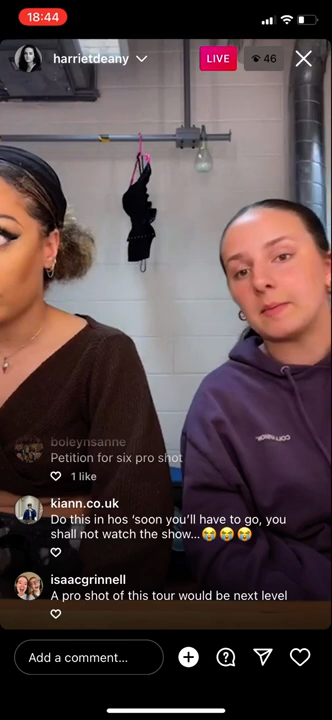 18:44
harrietdeany
LIVE
46
boleynsanne
Petition for six pro shot
1 like
kiann.co.uk
Do this in hos ‘soon you’ll have to go, you
shall not watch the show...😭😭😭
isaacgrinnell
A pro shot of this tour would be next level
Add a comment...